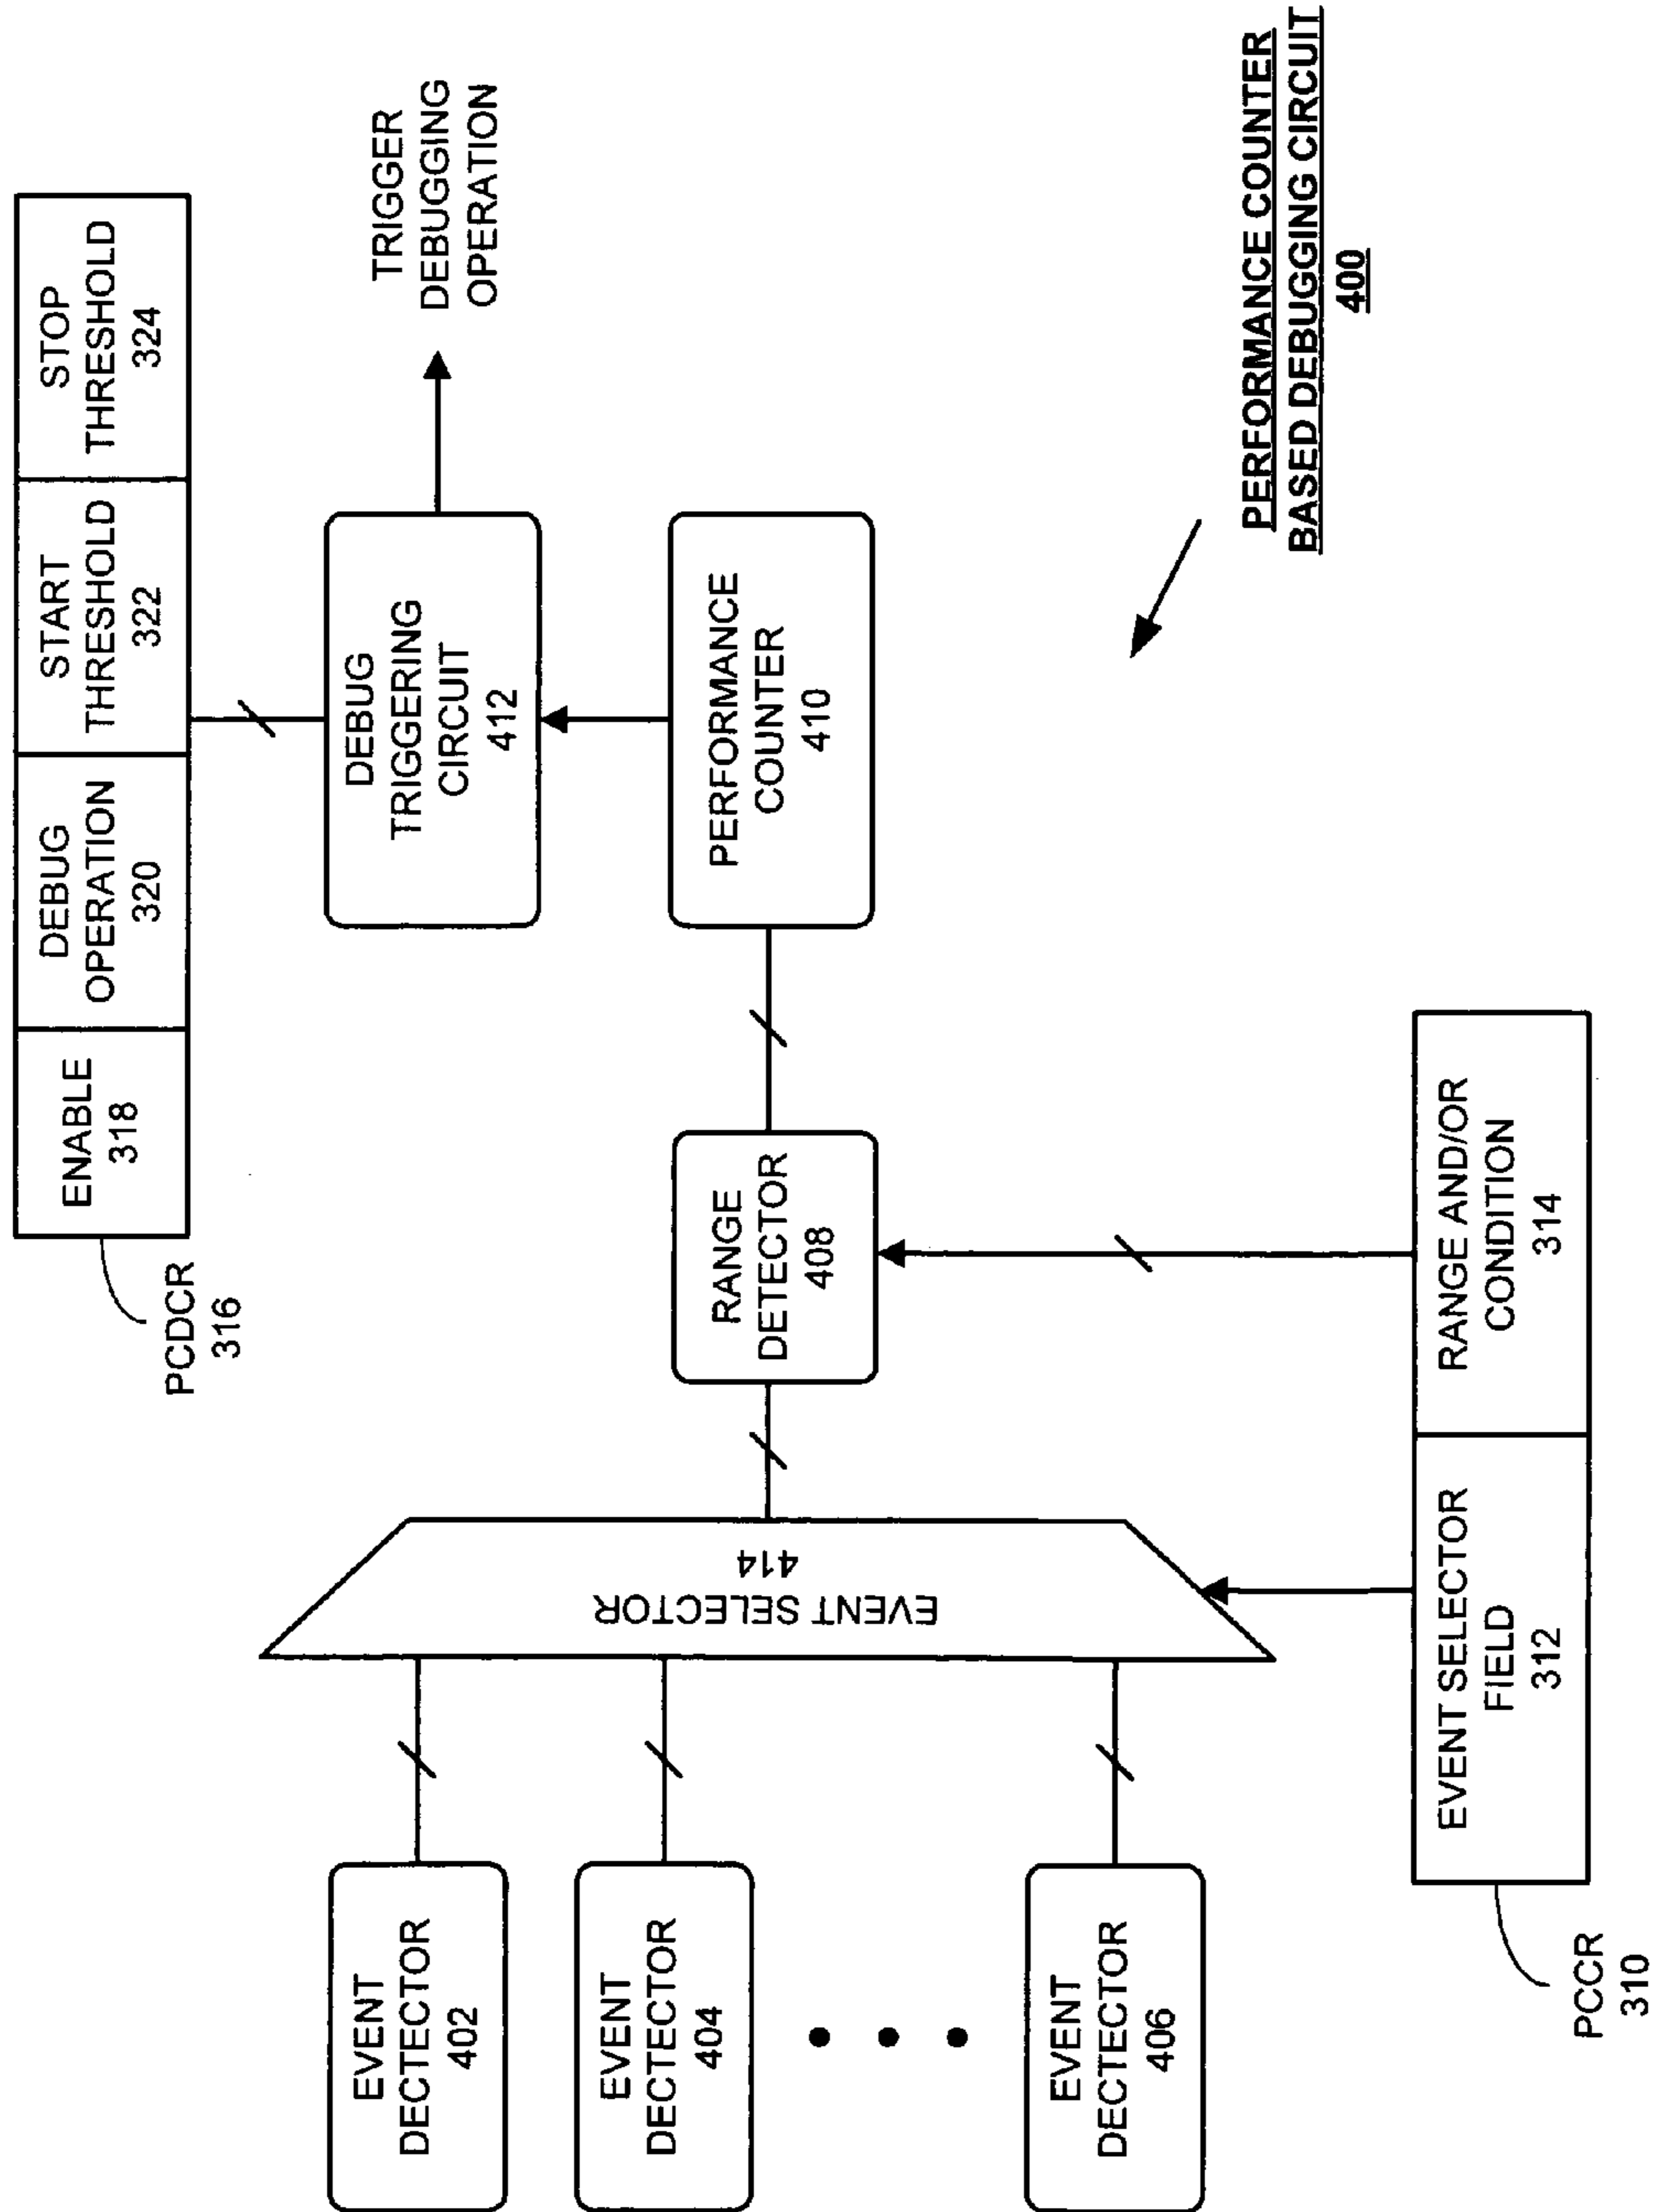 ENABLE
318
DEBUG
OPERATION
320
START
THRESHOLD
322
STOP
THRESHOLD
324
PCDCR
316
DEBUG
TRIGGERING
CIRCUIT
412
TRIGGER
DEBUGGING
OPERATION
EVENT
DECTECTOR
402
EVENT
DECTECTOR
404
EVENT
DECTECTOR
406
EVENT SELECTOR
414
RANGE
DETECTOR
408
PERFORMANCE
COUNTER
410
EVENT SELECTOR
FIELD
312
RANGE AND/OR
CONDITION
314
PCCR
310
PERFORMANCE COUNTER
BASED DEBUGGING CIRCUIT
400